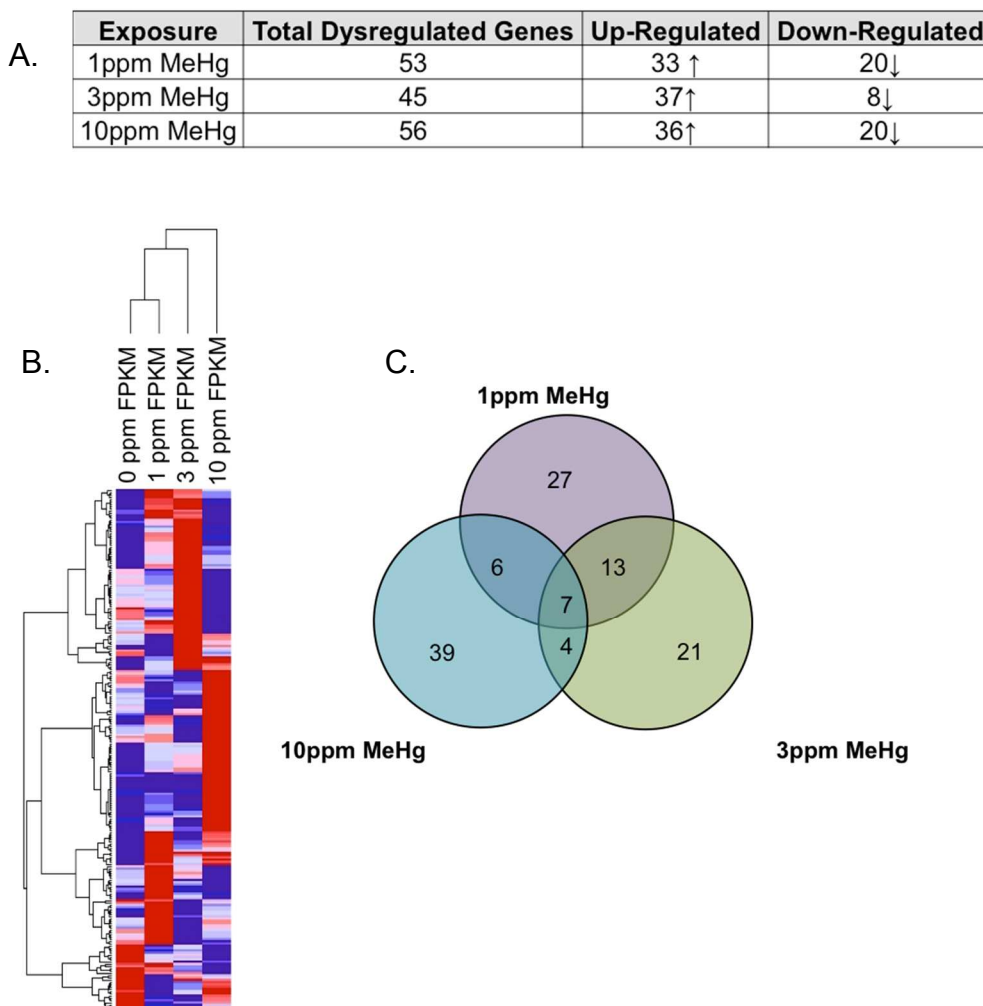 A.
Exposure Total Dysregulated Genes Up-Regulated Down-Regulated
1ppm MeHg 53 33 ↑ 20↓
3ppm MeHg 45 37↑ 8↓
10ppm MeHg 56 36↑ 20↓
B.
0 ppm FPKM
1 ppm FPKM
3 ppm FPKM
10 ppm FPKM
C.
1ppm MeHg
27
6
13
7
39
4
21
10ppm MeHg
3ppm MeHg